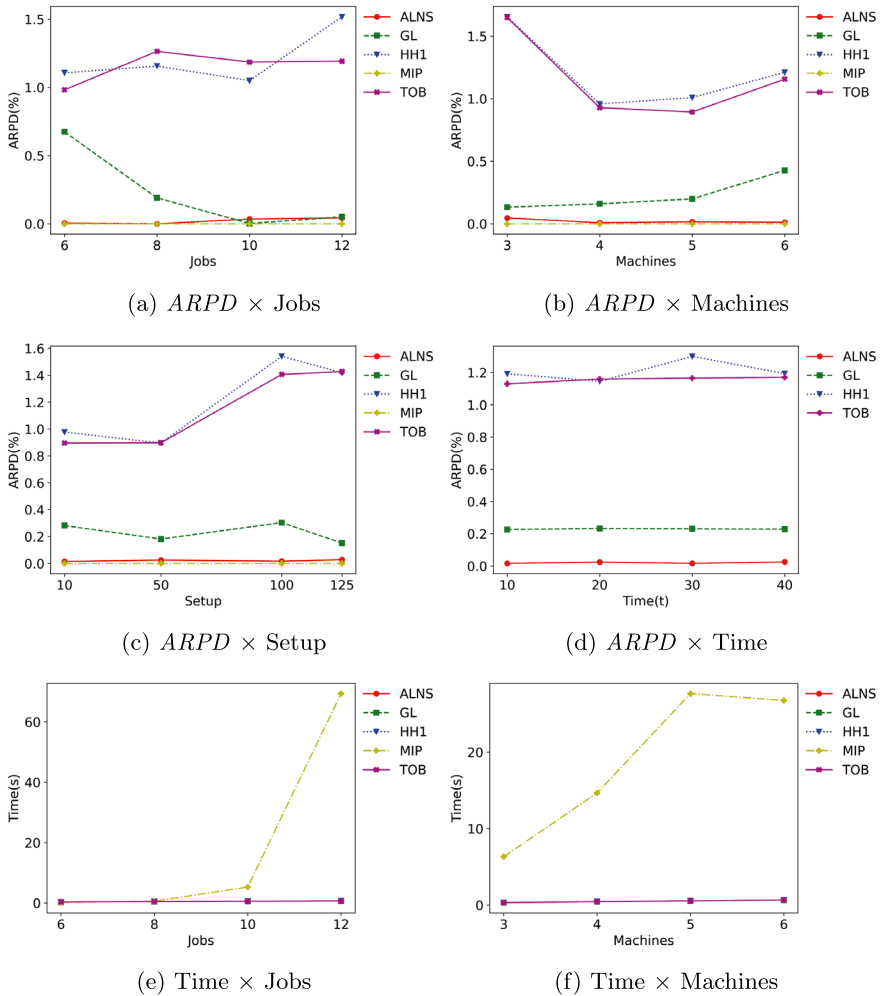 1.5
1.0
0.5
0.0
ARPD(%)
6
8
10
12
Jobs
ALNS
GL
HH1
MIP
TOB
(a) ARPD × Jobs
1.5
1.0
0.5
0.0
ARPD(%)
3
4
5
6
Machines
ALNS
GL
HH1
MIP
TOB
(b) ARPD × Machines
1.6
1.4
1.2
1.0
0.8
0.6
0.4
0.2
0.0
ARPD(%)
10
50
100
125
Setup
ALNS
GL
HH1
MIP
TOB
(c) ARPD × Setup
1.2
1.0
0.8
0.6
0.4
0.2
0.0
ARPD(%)
10
20
30
40
Time(t)
ALNS
GL
HH1
TOB
(d) ARPD × Time
60
40
20
0
Time(s)
6
8
10
12
Jobs
ALNS
GL
HH1
MIP
TOB
(e) Time × Jobs
20
10
0
Time(s)
3
4
5
6
Machines
ALNS
GL
HH1
MIP
TOB
(f) Time × Machines